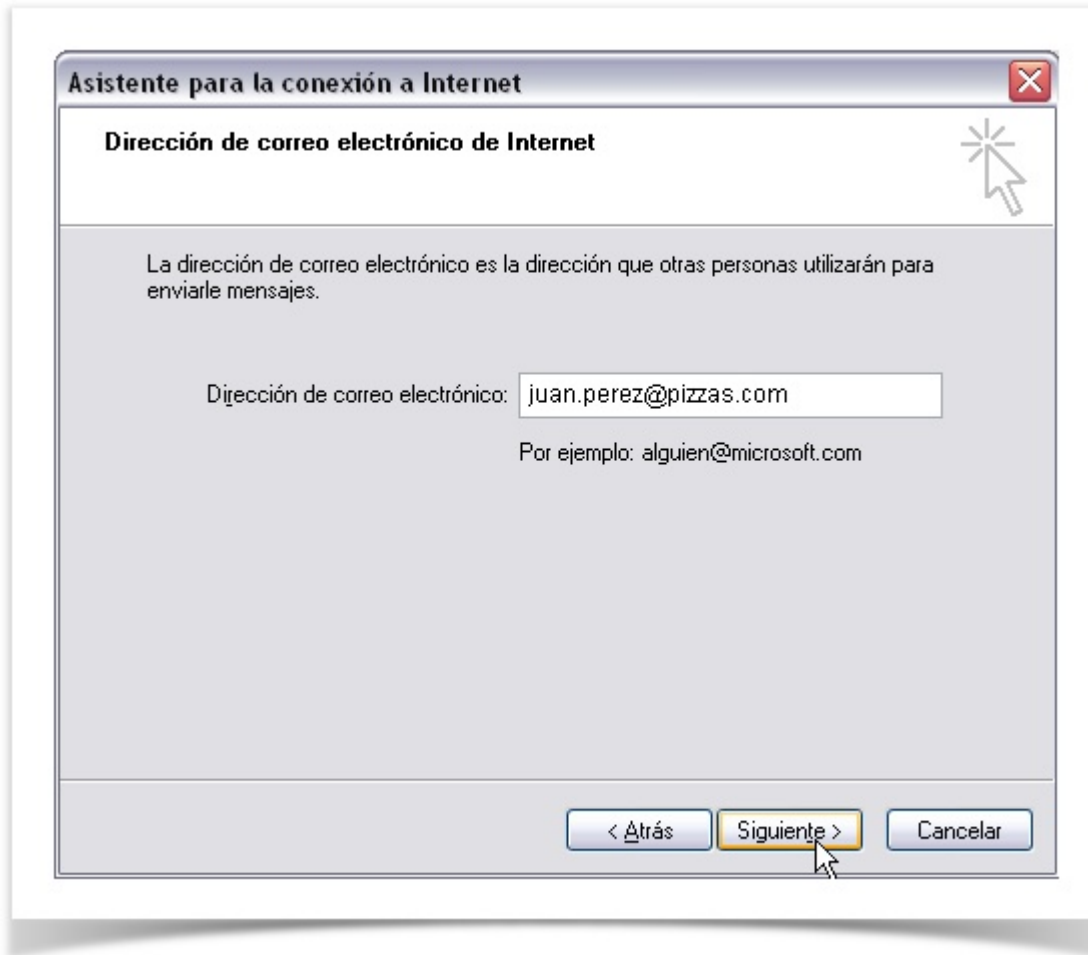 Asistente para la conexión a Internet
Dirección de correo electrónico de Internet
La dirección de correo electrónico es la dirección que otras personas utilizarán para
enviarle mensajes.
Dirección de correo electrónico: juan.perez@pizzas.com
Por ejemplo: alguien@microsoft.com
< Atrás Siguiente > Cancelar